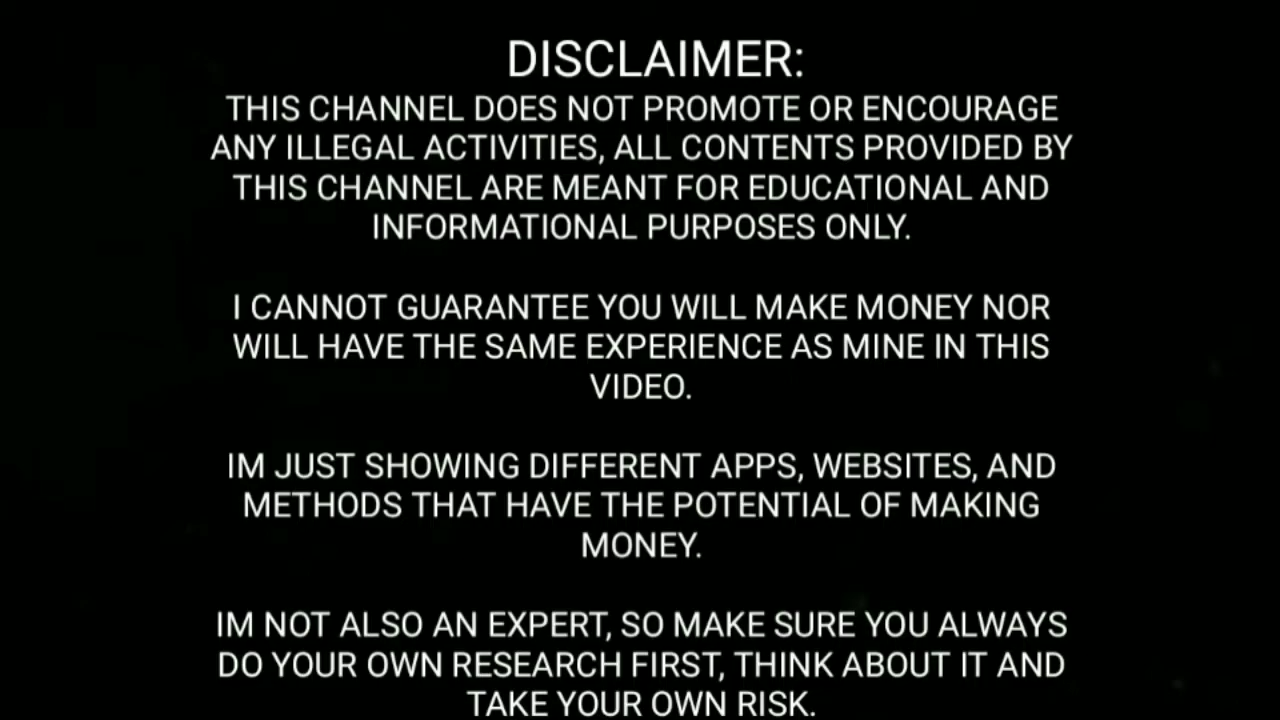 DISCLAIMER:
THIS CHANNEL DOES NOT PROMOTE OR ENCOURAGE
ANY ILLEGAL ACTIVITIES, ALL CONTENTS PROVIDED BY
THIS CHANNEL ARE MEANT FOR EDUCATIONAL AND
INFORMATIONAL PURPOSES ONLY.
I CANNOT GUARANTEE YOU WILL MAKE MONEY NOR
WILL HAVE THE SAME EXPERIENCE AS MINE IN THIS
VIDEO.
IM JUST SHOWING DIFFERENT APPS, WEBSITES, AND
METHODS THAT HAVE THE POTENTIAL OF MAKING
MONEY.
IM NOT ALSO AN EXPERT, SO MAKE SURE YOU ALWAYS
DO YOUR OWN RESEARCH FIRST, THINK ABOUT IT AND
TAKE YOUR OWN RISK.